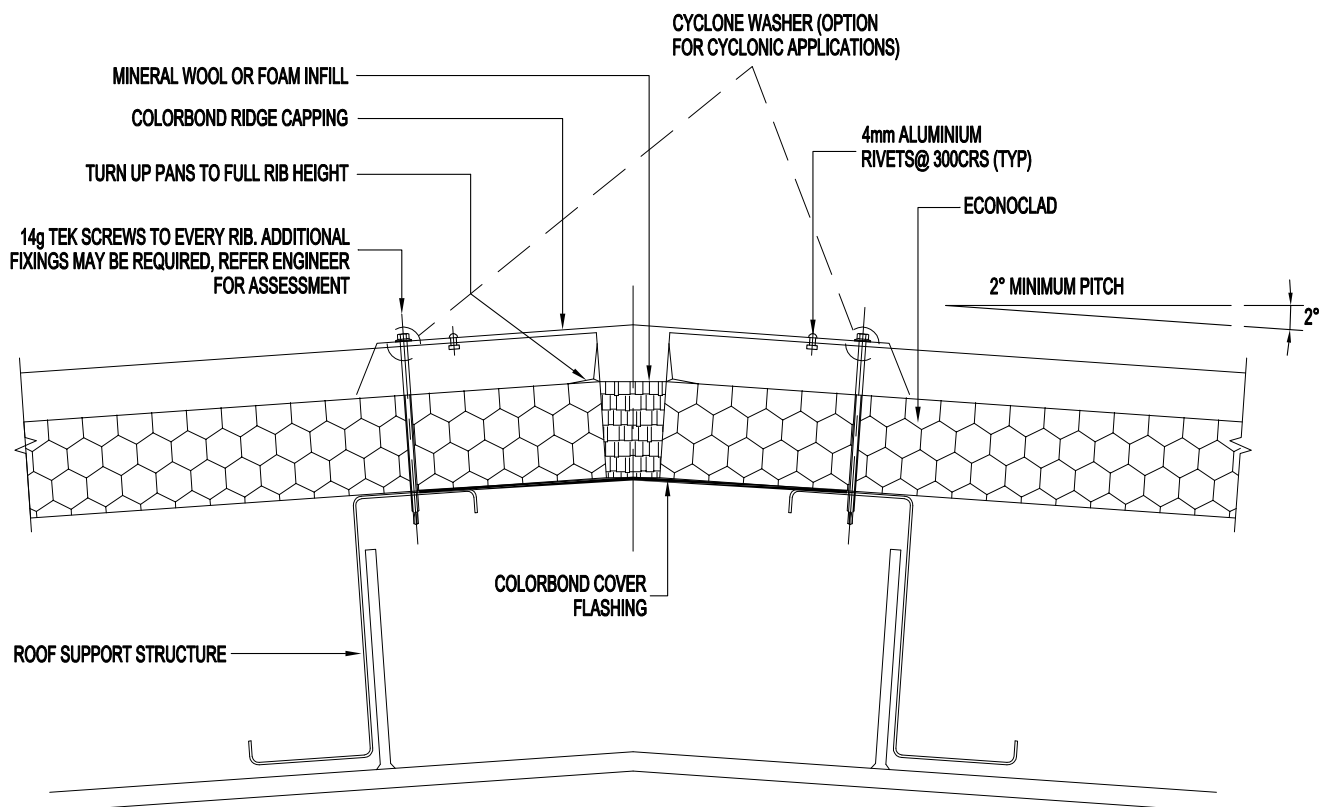 CYCLONE WASHER (OPTION
FOR CYCLONIC APPLICATIONS)
MINERAL WOOL OR FOAM INFILL
COLORBOND RIDGE CAPPING
TURN UP PANS TO FULL RIB HEIGHT
14g TEK SCREWS TO EVERY RIB. ADDITIONAL
FIXINGS MAY BE REQUIRED, REFER ENGINEER
FOR ASSESSMENT
4mm ALUMINIUM
RIVETS@ 300CRS (TYP)
ECONOCLAD
2° MINIMUM PITCH
2°
COLORBOND COVER
FLASHING
ROOF SUPPORT STRUCTURE